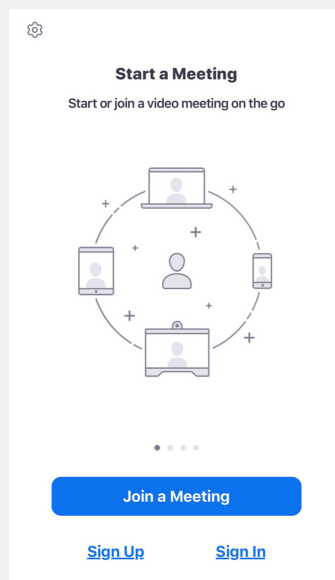 Start a Meeting
Start or join a video meeting on the go
Join a Meeting
Sign Up Sign In